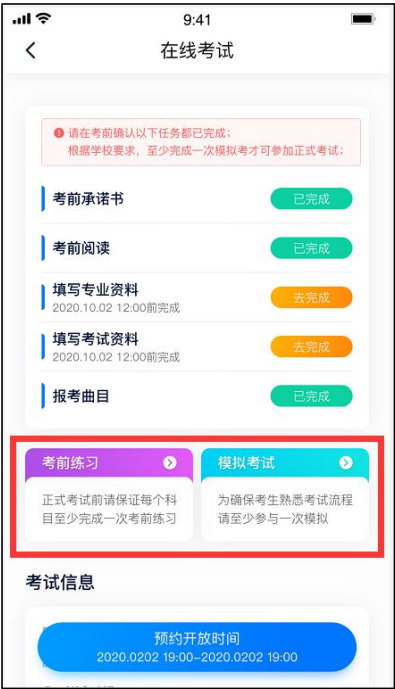 9:41
在线考试
请在考前确认以下任务都已完成；
根据学校要求，至少完成一次模拟考才可参加正式考试；
考前承诺书
已完成
考前阅读
已完成
填写专业资料
2020.10.02 12:00前完成
去完成
填写考试资料
2020.10.02 12:00前完成
去完成
报考曲目
已完成
考前练习
正式考试前请保证每个科
目至少完成一次考前练习
模拟考试
为确保考生熟悉考试流程
请至少参与一次模拟
考试信息
预约开放时间
2020.0202 19:00-2020.0202 19:00